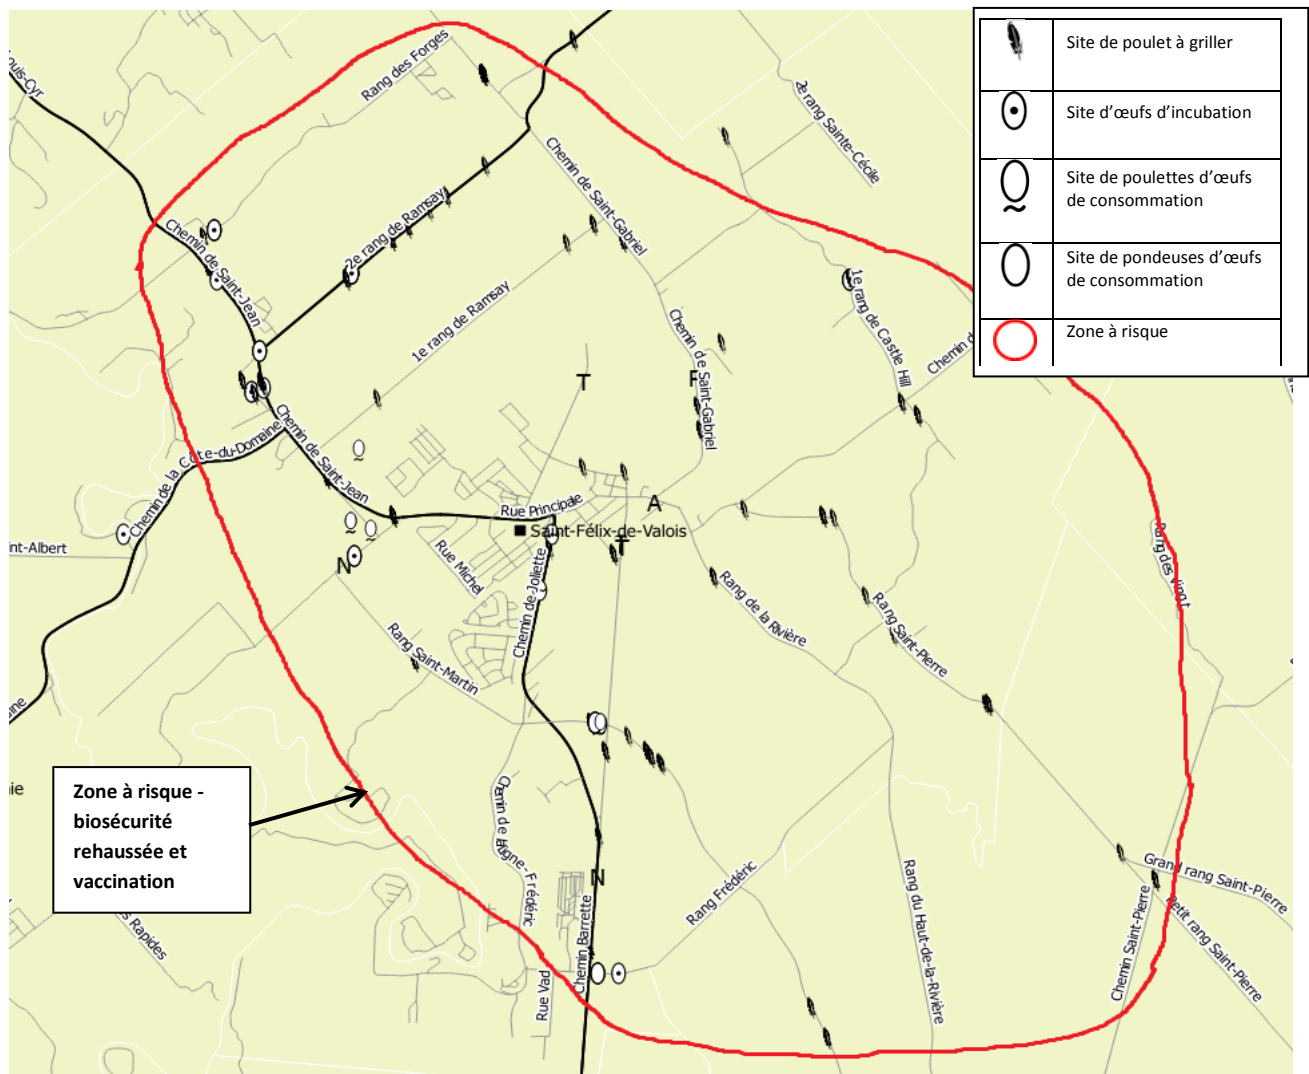 Site de poulet à griller
Site d'œufs d'incubation
Site de poulettes d'œufs
de consommation
Site de pondeuses d'œufs
de consommation
Zone à risque
Rang des Forges
2e rang Sainte-Cécile
Chemin de Saint-Gabriel
2e rang de Ramsay
Chemin de Saint-Jean
1e rang de Ramsay
1e rang de Castle Hill
Chemin de Saint-Gabriel
Chemin d
T
F
Chemin de Saint-Jean
Chemin de la Côte-du-Domaine
Rue Principale
A
Saint-Félix-de-Valois
T
nt-Albert
N
Rue Michel
Chemin de Joliette
Rang des Vingt
Rang de la Rivière
Rang Saint-Pierre
Rang Saint-Martin
ine
ie
Zone à risque -
biosécurité
rehaussée et
vaccination
N
Rang Frédéric
Chemin Barrette
Rue Vad
Rang du Haut-de-la-Rivière
Grand rang Saint-Pierre
Petit rang Saint-Pierre
Chemin Saint-Pierre
s Rapides